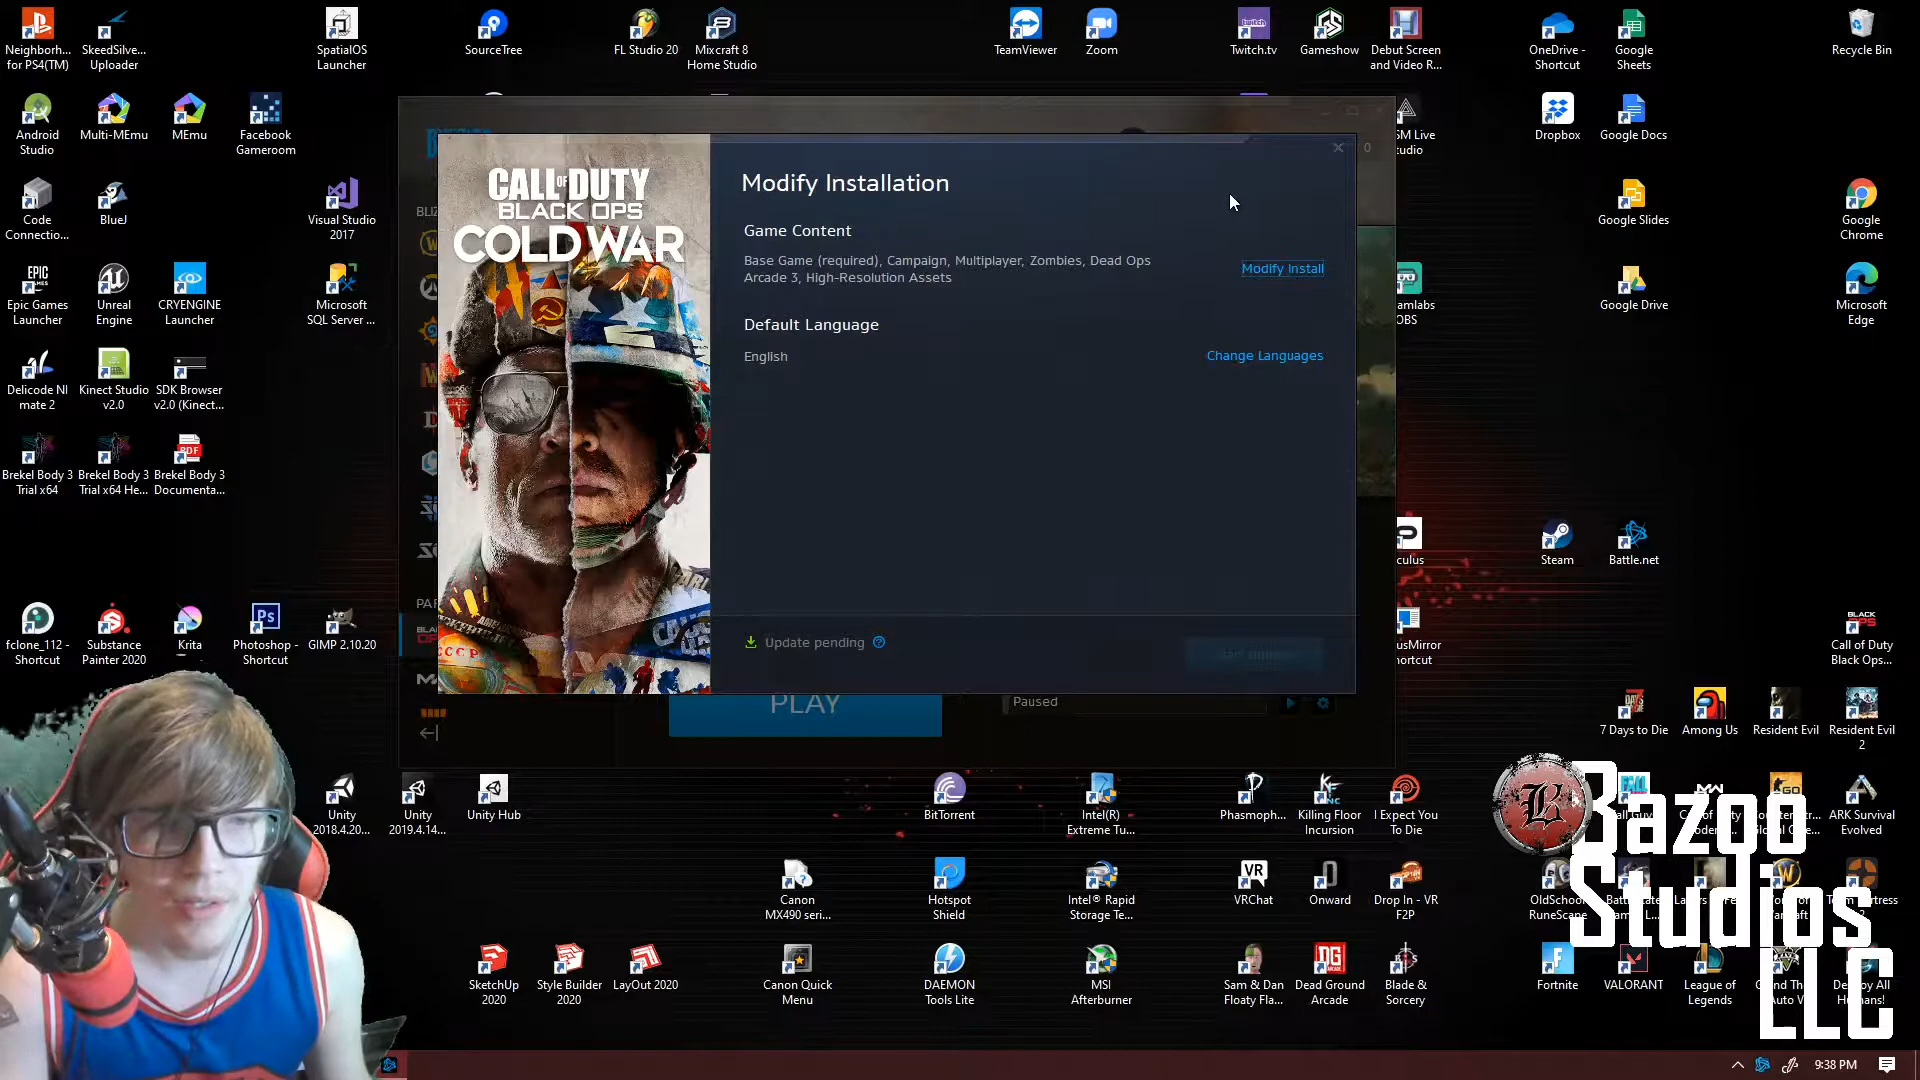 Neighborh...
for PS4(TM)
SkeedSilve...
Uploader
SpatialOS
Launcher
SourceTree
FL Studio 20
Mixcraft 8
Home Studio
TeamViewer
Zoom
Twitch.tv
Gameshow
Debut Screen
and Video R...
OneDrive -
Shortcut
Google
Sheets
Recycle Bin
Android
Studio
Multi-MEmu
MEmu
Facebook
Gameroom
SM Live
tudio
Dropbox
Google Docs
CALL OF DUTY
BLACK OPS
COLD WAR
Modify Installation
0
Game Content
Base Game (required), Campaign, Multiplayer, Zombies, Dead Ops
Arcade 3, High-Resolution Assets
Modify Install
Default Language
English
Change Languages
Update pending
PLAY
Paused
Code
Connectio...
BlueJ
Visual Studio
2017
Google Slides
Google
Chrome
Epic Games
Launcher
Unreal
Engine
CRYENGINE
Launcher
Microsoft
SQL Server ...
amlabs
OBS
Google Drive
Microsoft
Edge
Delicode NI
mate 2
Kinect Studio
v2.0
SDK Browser
v2.0 (Kinect...
Brekel Body 3
Trial x64
Brekel Body 3
Trial x64 He...
Brekel Body 3
Documenta...
culus
Steam
Battle.net
fclone_112 -
Shortcut
Substance
Painter 2020
Krita
Photoshop -
Shortcut
GIMP 2.10.20
usMirror
hortcut
Call of Duty
Black Ops...
7 Days to Die
Among Us
Resident Evil
Resident Evil
2
Unity
2018.4.20...
Unity
2019.4.14...
Unity Hub
BitTorrent
Intel(R)
Extreme Tu...
Phasmoph...
Killing Floor
Incursion
I Expect You
To Die
ARK Survival
Evolved
Bazoo
Studios
LLC
Canon
MX490 seri...
Hotspot
Shield
Intel® Rapid
Storage Te...
VRChat
Onward
Drop In - VR
F2P
OldSchool
RuneScape
SketchUp
2020
Style Builder
2020
LayOut 2020
Canon Quick
Menu
DAEMON
Tools Lite
MSI
Afterburner
Sam & Dan
Floaty Fla...
Dead Ground
Arcade
Blade &
Sorcery
Fortnite
VALORANT
League of
Legends
9:38 PM